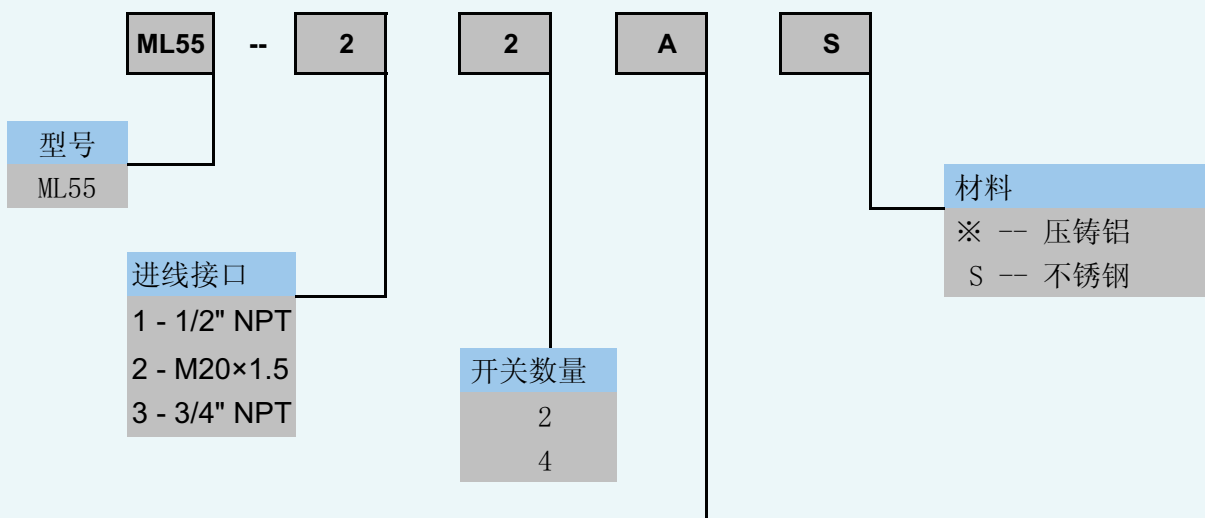 ML55 -- 2 2 A S
型号
ML55
材料
※ -- 压铸铝
S -- 不锈钢
进线接口
1 - 1/2" NPT
2 - M20×1.5
3 - 3/4" NPT
开关数量
2
4